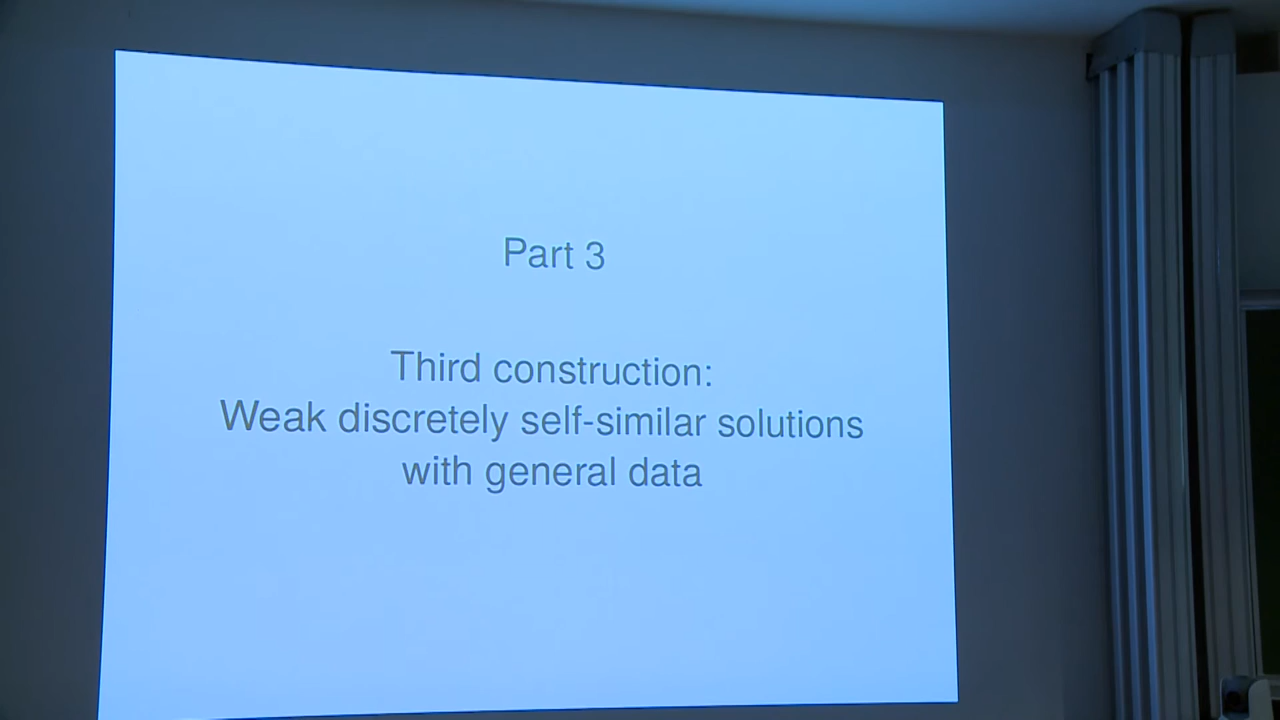 Part 3
Third construction:
Weak discretely self-similar solutions
with general data